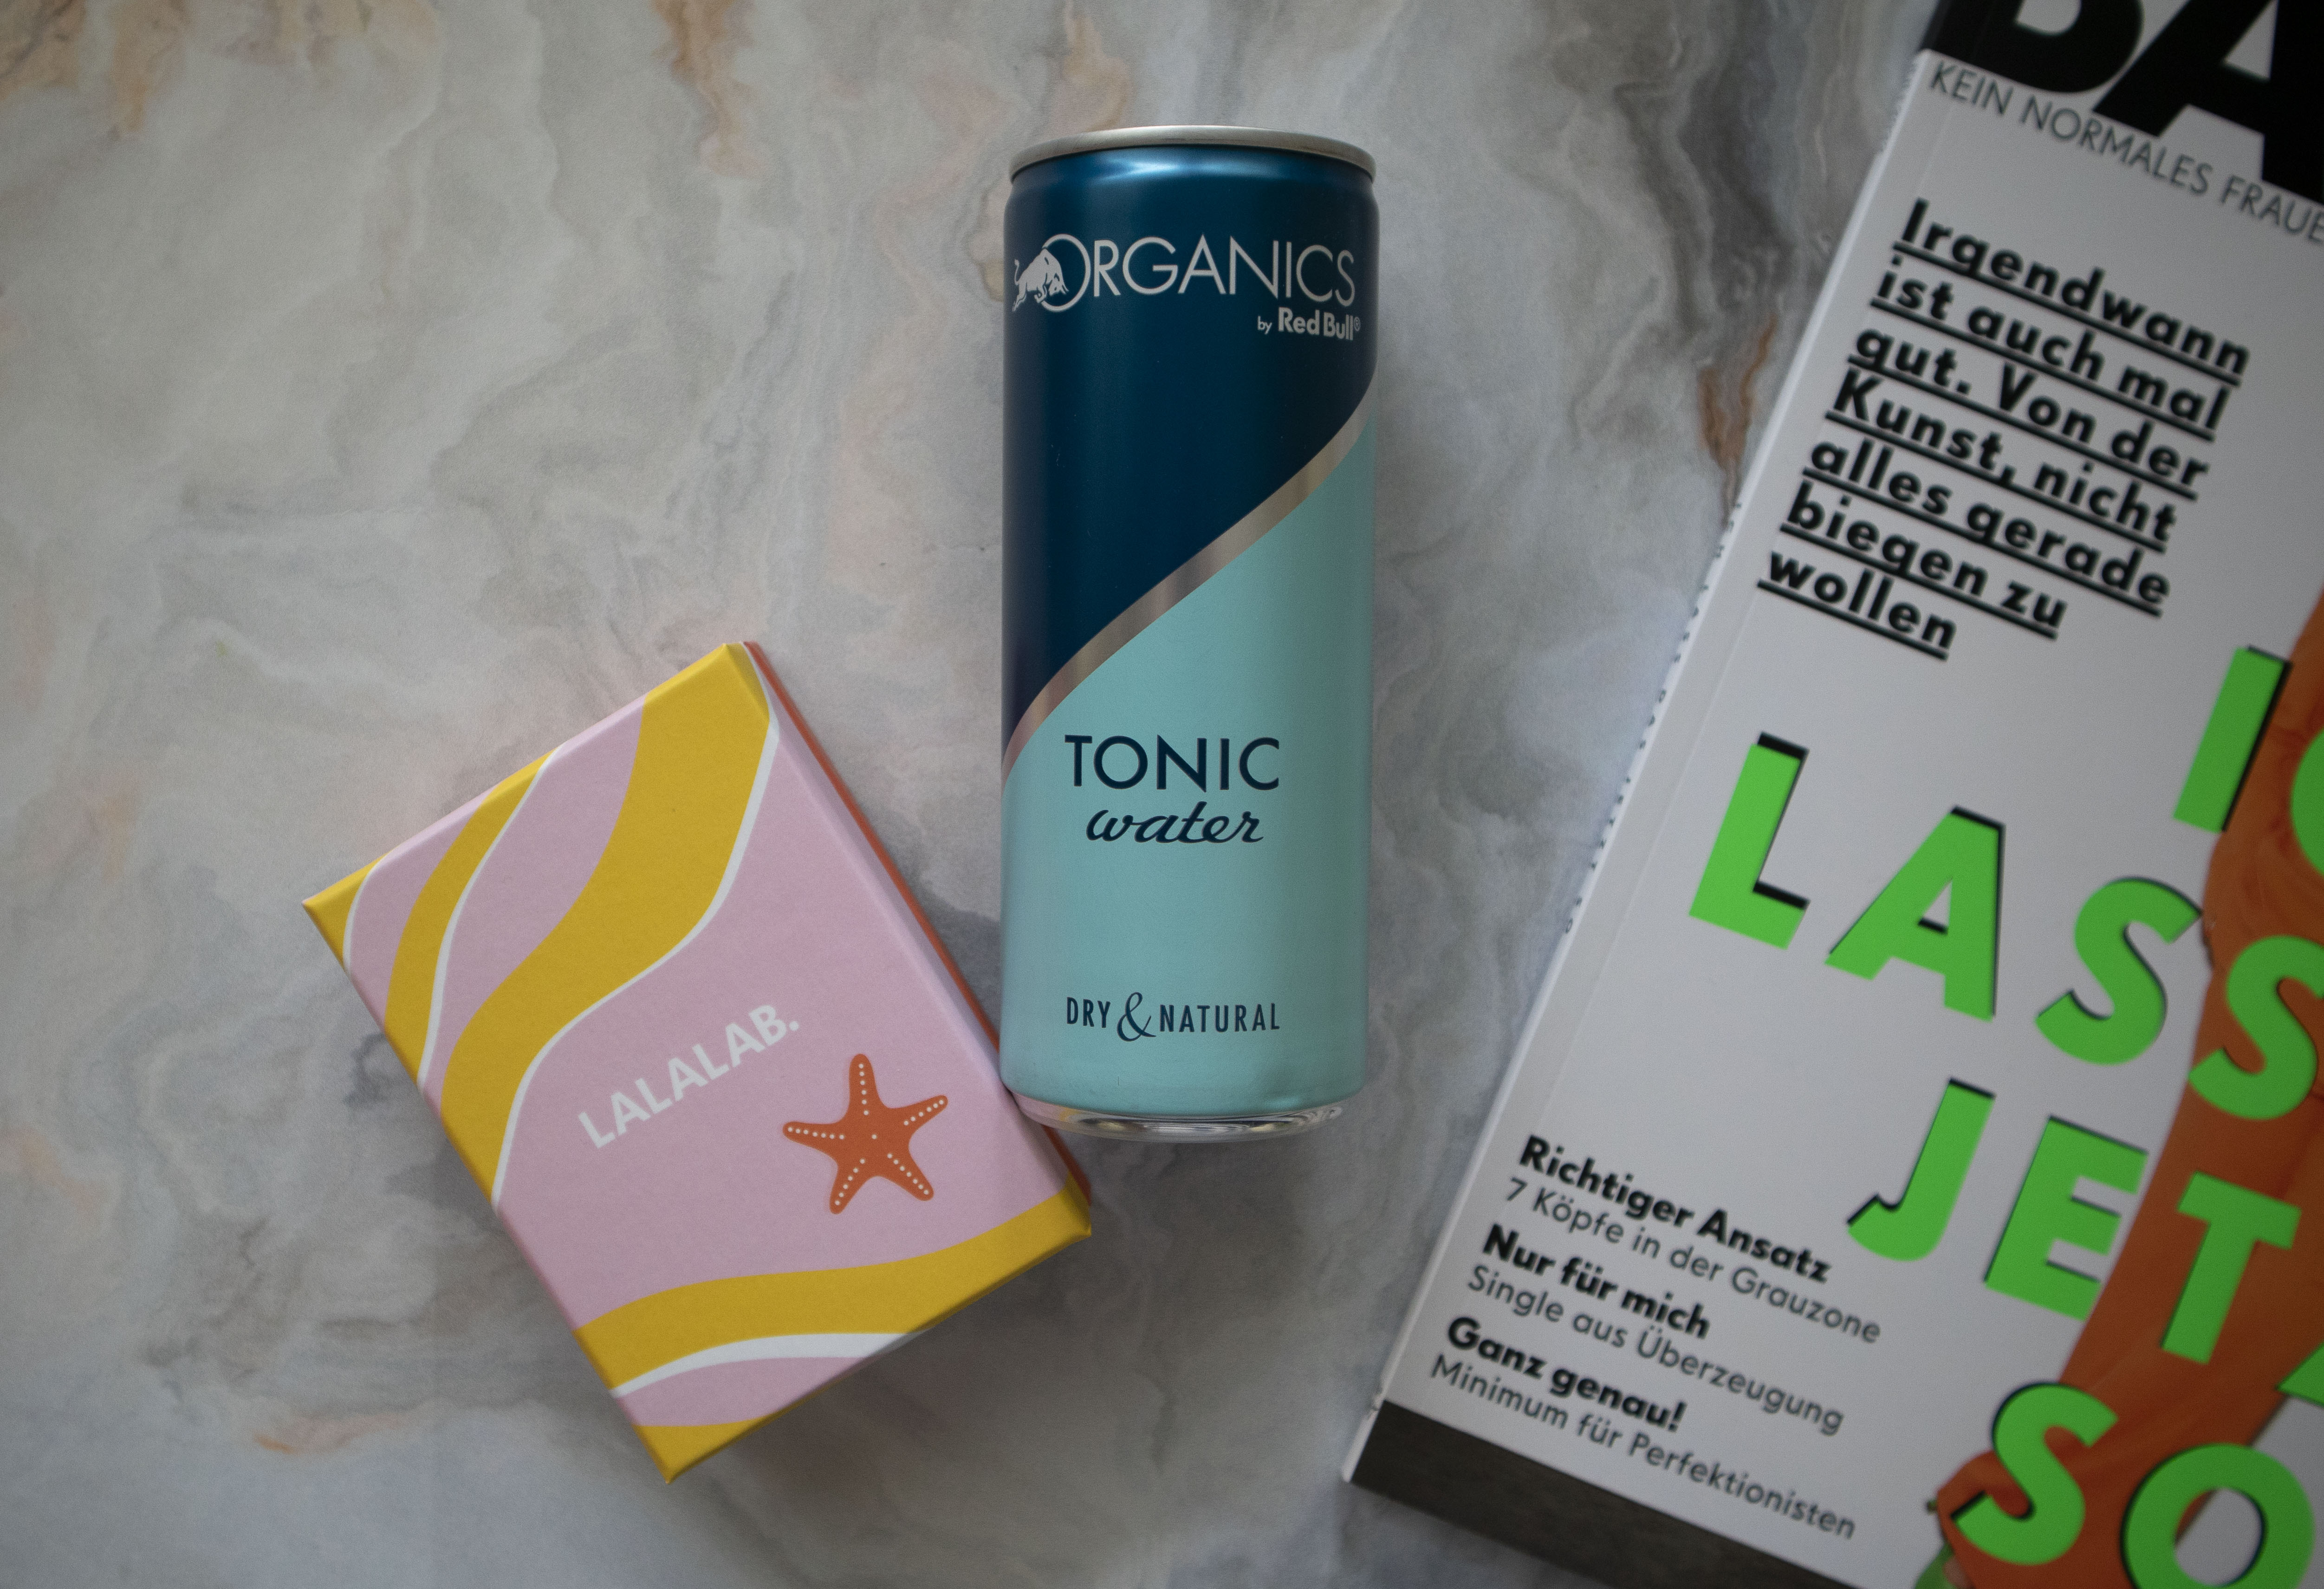 LALALAB.
ORGANICS
by Red Bull®
TONIC
water
DRY & NATURAL
BA
KEIN NORMALES FRAUE
Irgendwann
ist auch mal
gut. Von der
Kunst, nicht
alles gerade
biegen zu
wollen
LASS
JET
SO
Richtiger Ansatz
7 Köpfe in der Grauzone
Nur für mich
Single aus Überzeugung
Ganz genau!
Minimum für Perfektionisten